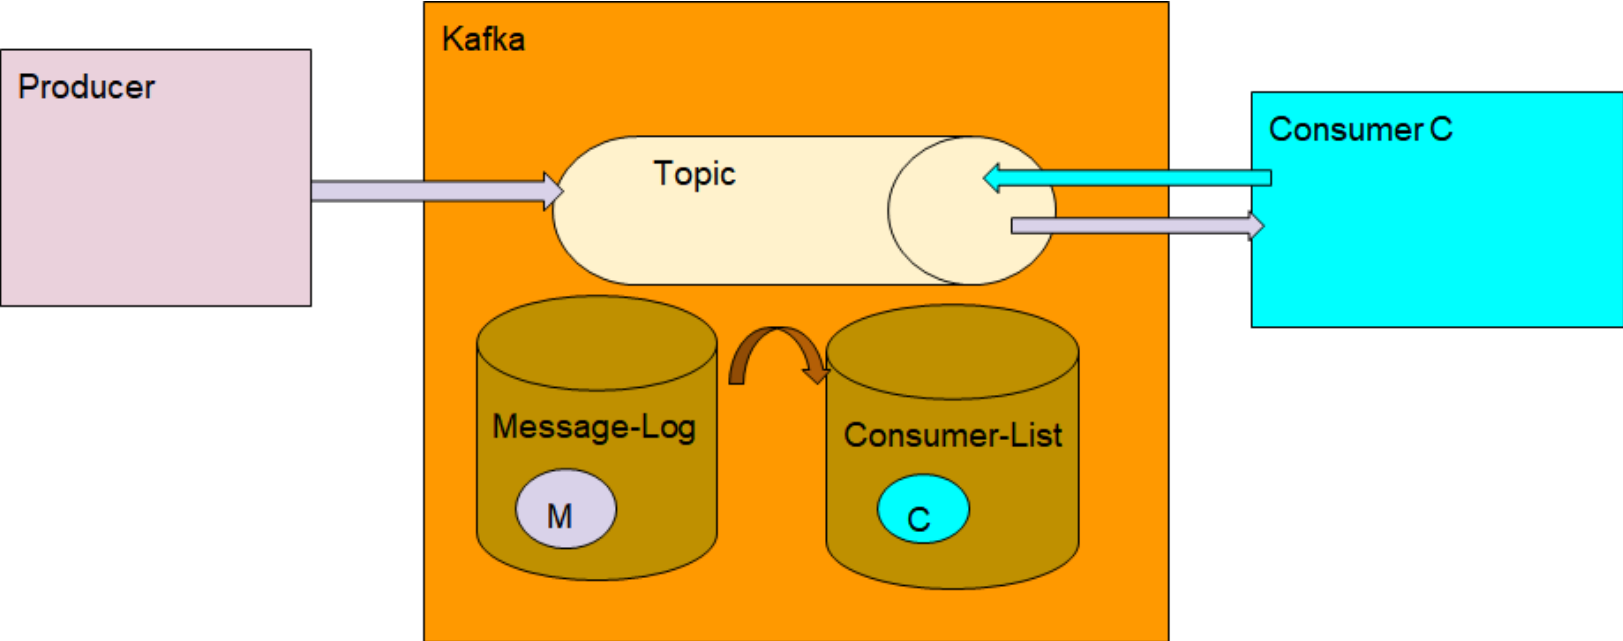 Kafka
Producer
Consumer C
Topic
Message-Log
Consumer-List
M
C